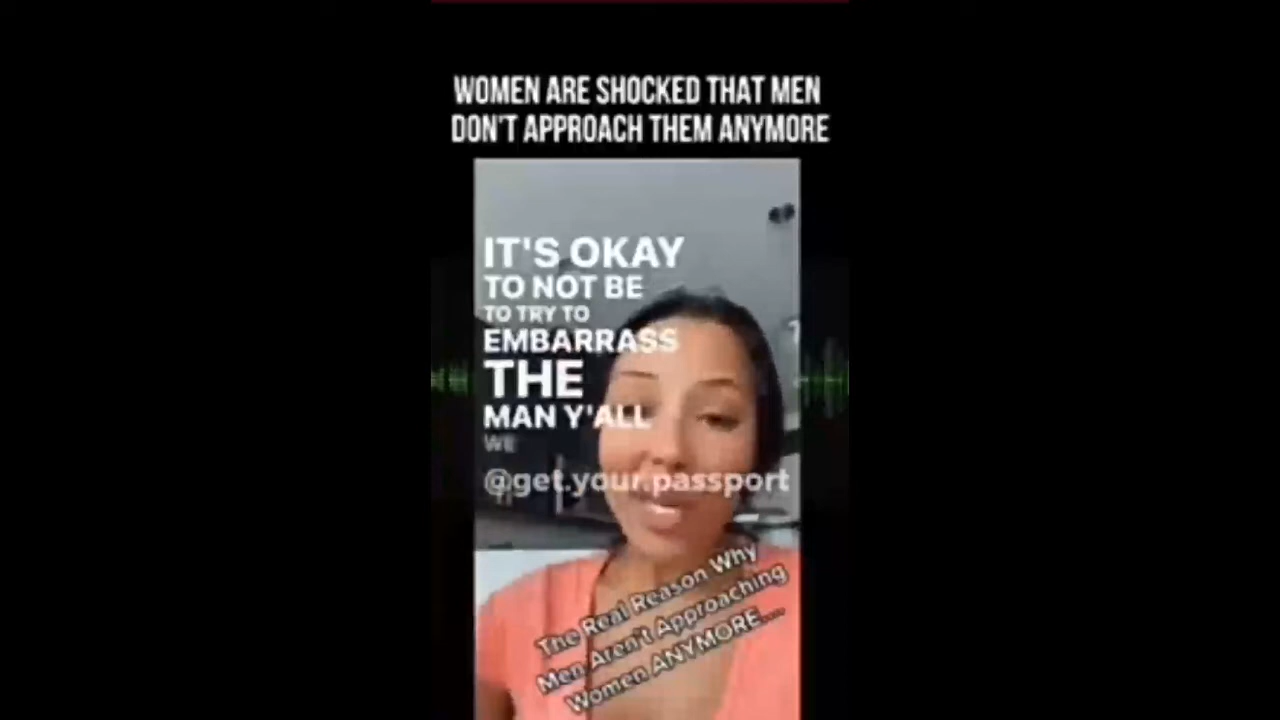 WOMEN ARE SHOCKED THAT MEN
DON'T APPROACH THEM ANYMORE
IT'S OKAY
TO NOT BE
TO TRY TO
EMBARRASS
THE
MAN Y'ALL
WE
@get.your.passport
The Real Reason Why
Men Aren't Approaching
Women ANYMORE....